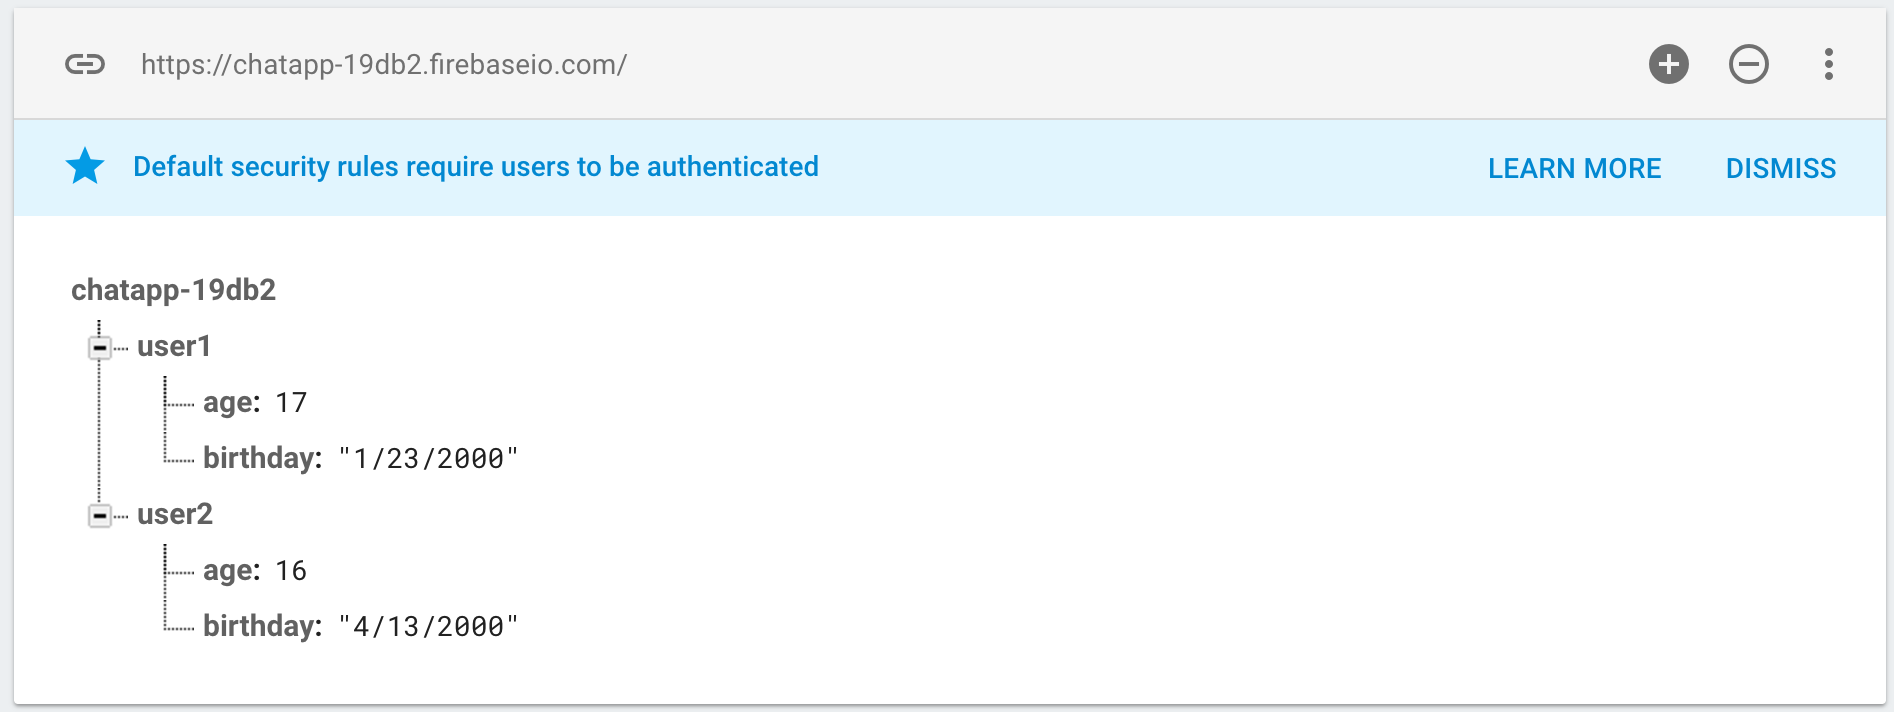 https://chatapp-19db2.firebaseio.com/
Default security rules require users to be authenticated LEARN MORE DISMISS
chatapp-19db2
user1
age: 17
birthday: "1/23/2000"
user2
age: 16
birthday: "4/13/2000"